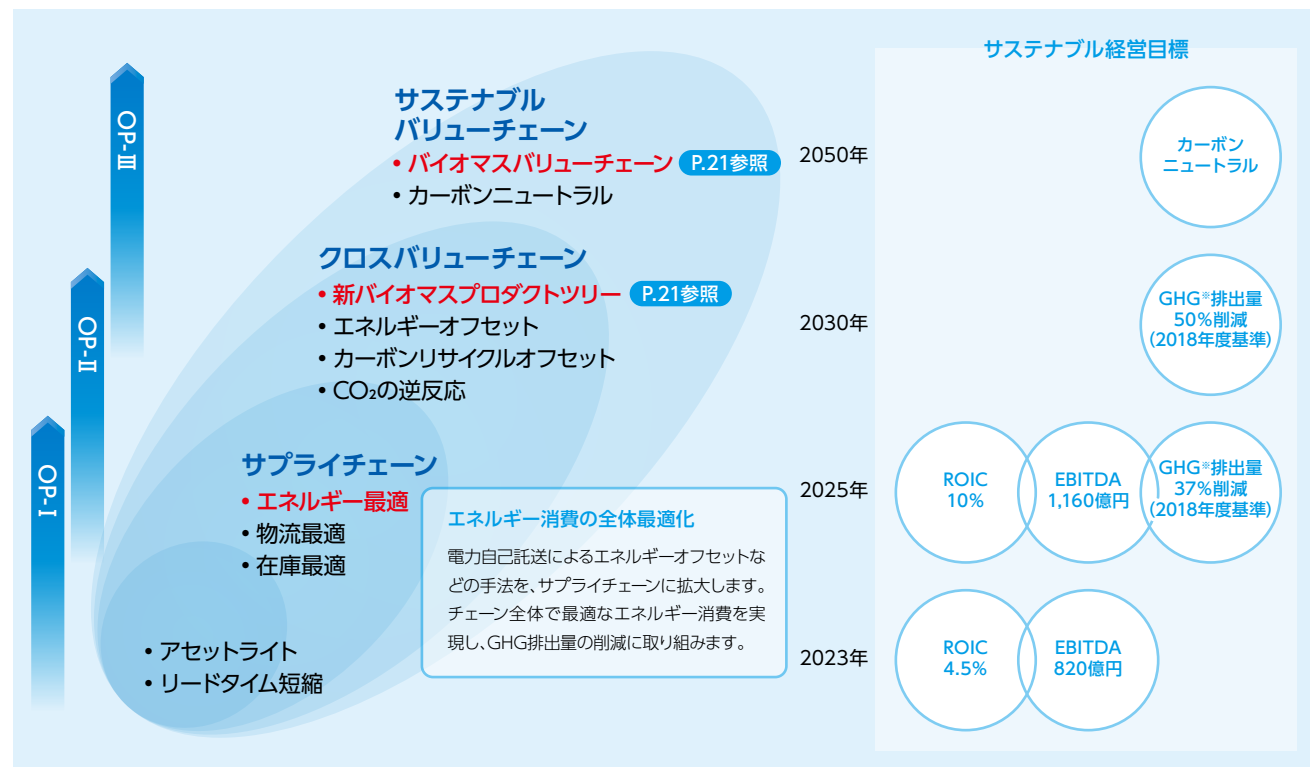 サステナブル経営目標
OP-Ⅲ
OP-Ⅱ
OP-Ⅰ
サステナブル
バリューチェーン
• バイオマスバリューチェーン P.21参照
• カーボンニュートラル
クロスバリューチェーン
• 新バイオマスプロダクトツリー P.21参照
• エネルギーオフセット
• カーボンリサイクルオフセット
• CO₂の逆反応
サプライチェーン
• エネルギー最適
• 物流最適
• 在庫最適
• アセットライト
• リードタイム短縮
エネルギー消費の全体最適化
電力自己託送によるエネルギーオフセットな
どの手法を、サプライチェーンに拡大します。
チェーン全体で最適なエネルギー消費を実
現し、GHG排出量の削減に取り組みます。
2050年
カーボン
ニュートラル
2030年
GHG※排出量
50%削減
(2018年度基準)
2025年
ROIC
10%
EBITDA
1,160億円
GHG※排出量
37%削減
(2018年度基準)
2023年
ROIC
4.5%
EBITDA
820億円